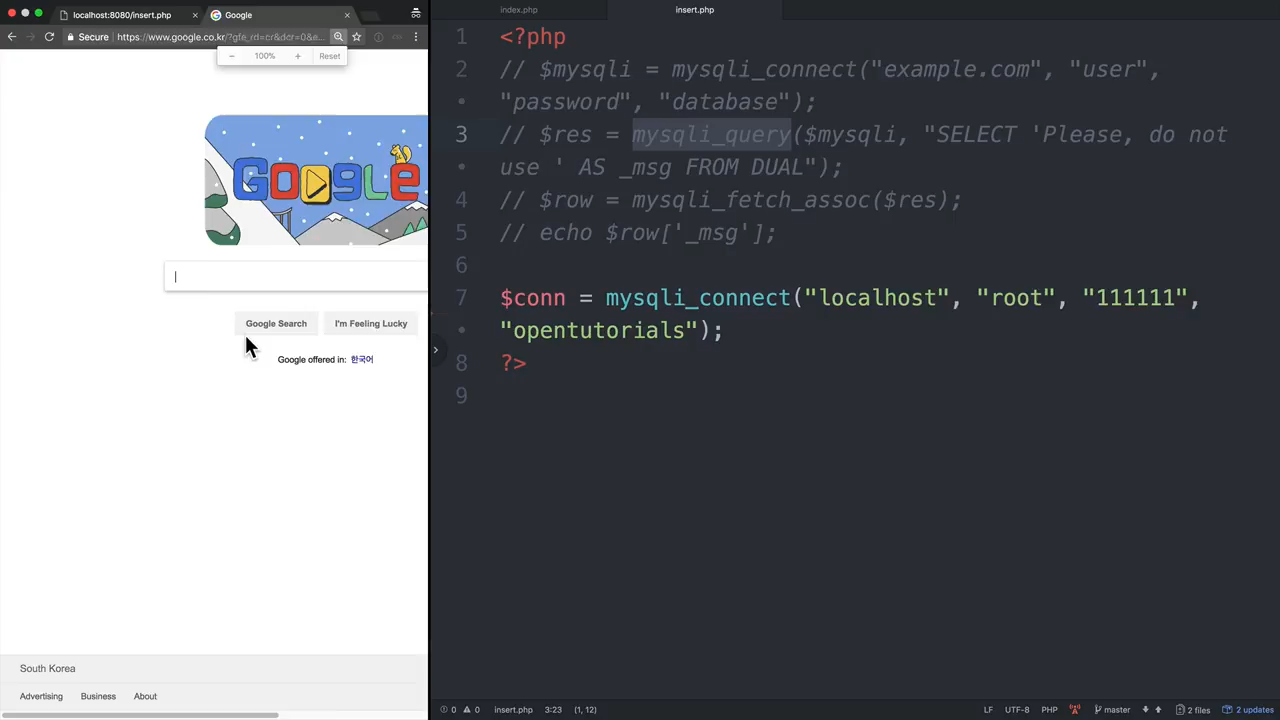 localhost:8080/insert.php
Google
Secure
https://www.google.co.kr/?gfe_rd=cr&dcr=0&e...
100%
Reset
Google
Google Search
I'm Feeling Lucky
Google offered in: 한국어
South Korea
Advertising
Business
About
index.php
insert.php
1 <?php
2 // $mysqli = mysqli_connect("example.com", "user",
"password", "database");
3 // $res = mysqli_query($mysqli, "SELECT 'Please, do not
use ' AS _msg FROM DUAL");
4 // $row = mysqli_fetch_assoc($res);
5 // echo $row['_msg'];
6
7 $conn = mysqli_connect("localhost", "root", "111111",
"opentutorials");
8 ?>
9
0 0 insert.php 3:23 (1, 12)
LF UTF-8 PHP master 2 files 2 updates